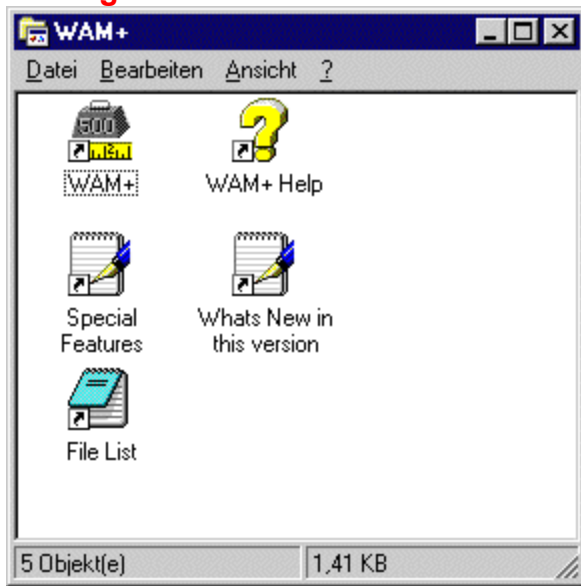 WAM+
Datei Bearbeiten Ansicht ?
500
WAM+ WAM+ Help
Special Features Whats New in this version
File List
5 Objekt(e) 1,41 KB